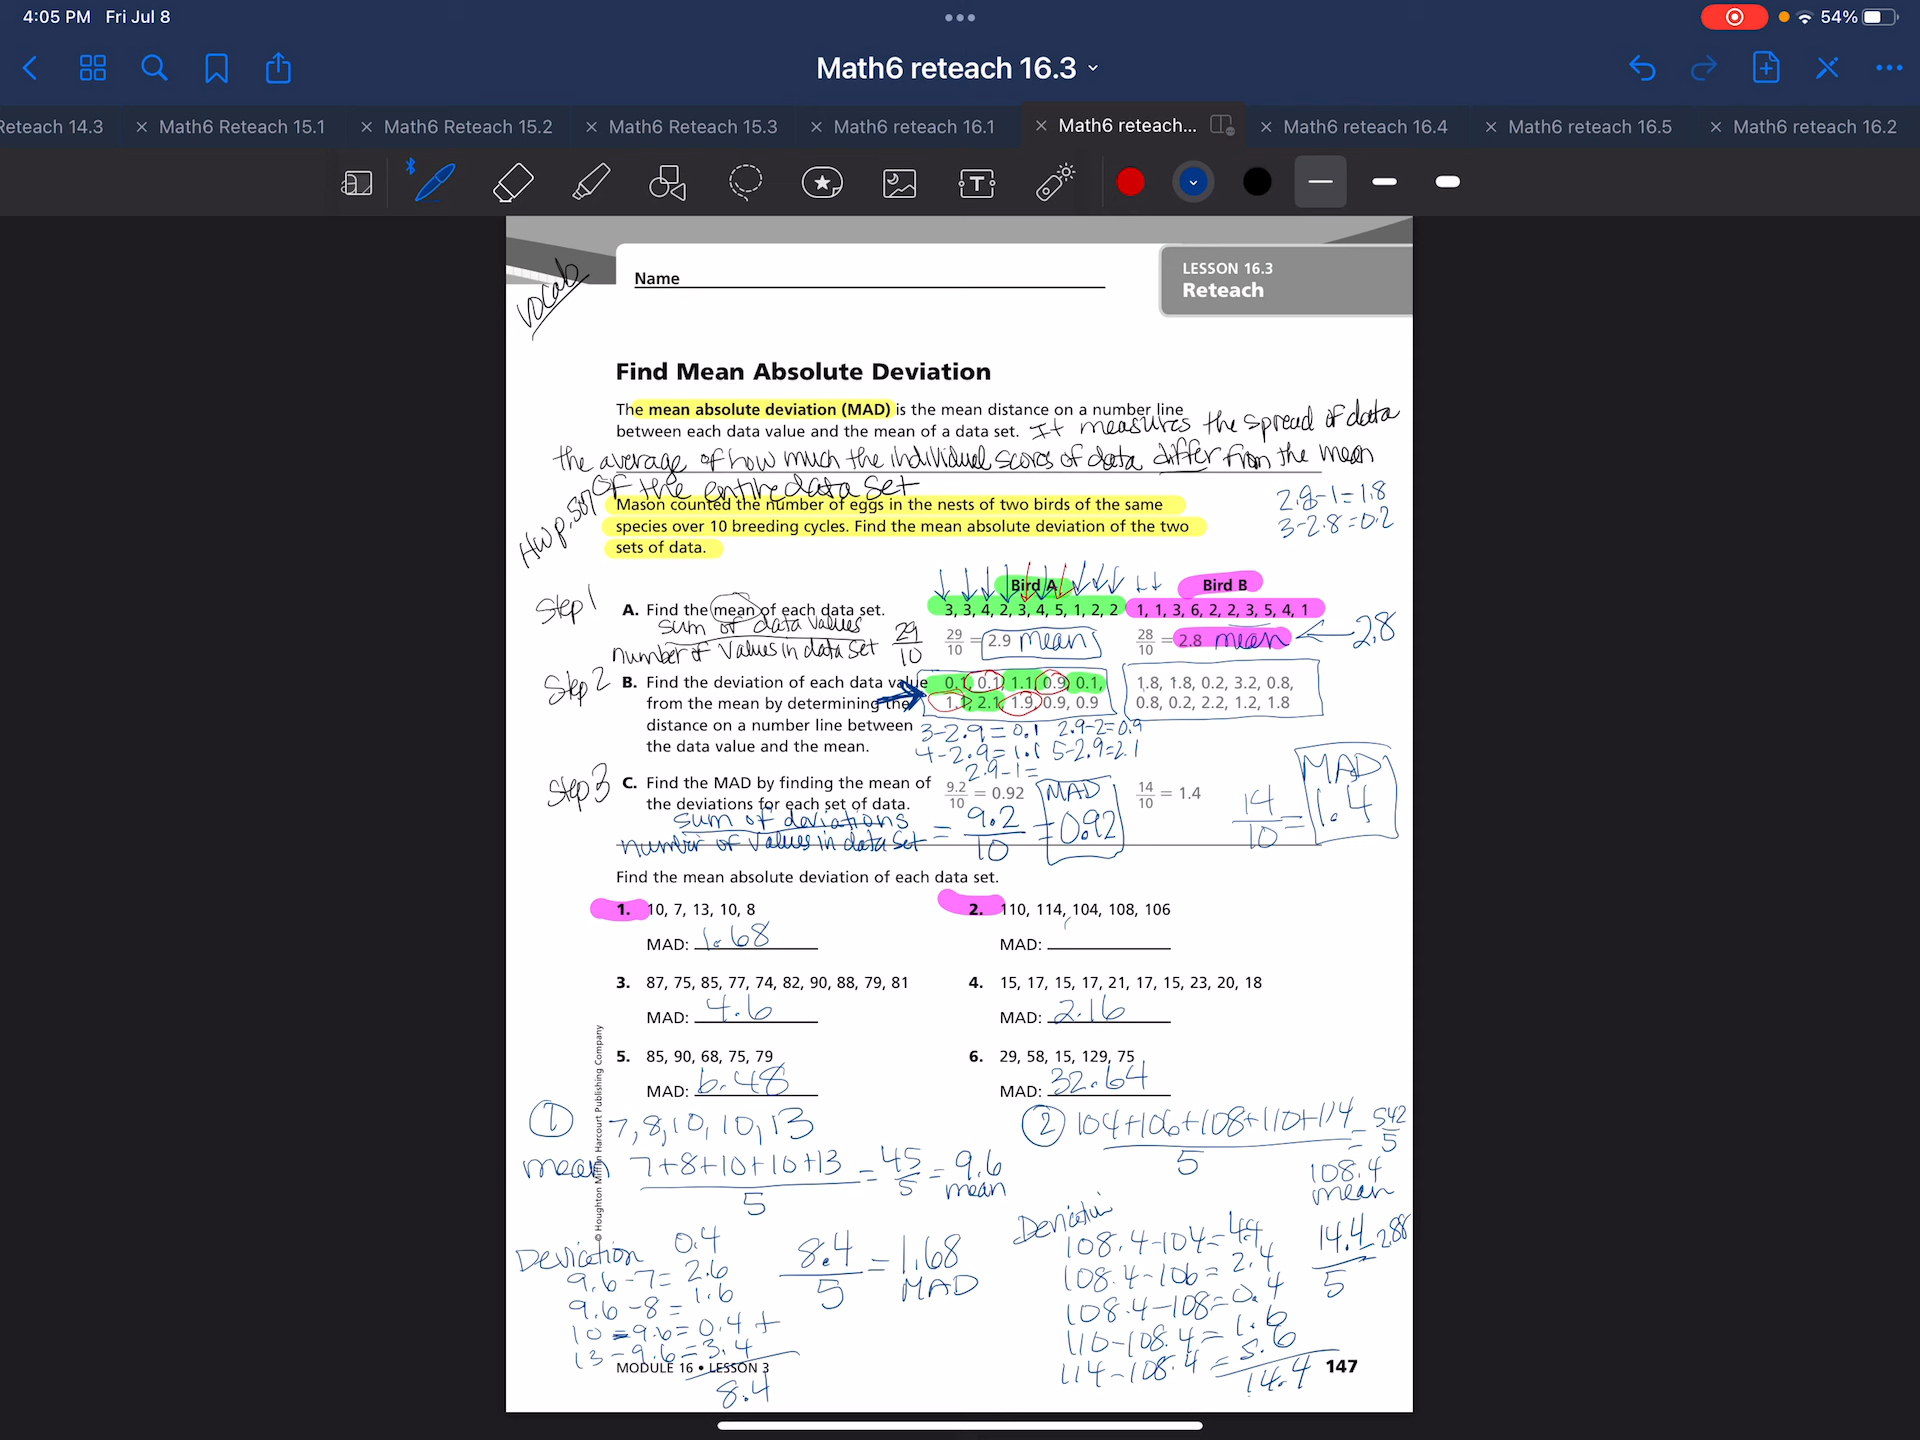 4:05 PM Fri Jul 8
54%
Math6 reteach 16.3
Reteach 14.3
Math6 Reteach 15.1
Math6 Reteach 15.2
Math6 Reteach 15.3
Math6 reteach 16.1
Math6 reteach...
Math6 reteach 16.4
Math6 reteach 16.5
Math6 reteach 16.2
vocab
Name
LESSON 16.3
Reteach
Find Mean Absolute Deviation
The mean absolute deviation (MAD) is the mean distance on a number line
between each data value and the mean of a data set. It measures the spread of data
the average of how much the individual scores of data differ from the mean
of the entire data set
HW p.507
Mason counted the number of eggs in the nests of two birds of the same
species over 10 breeding cycles. Find the mean absolute deviation of the two
sets of data.
2.8-1=1.8
3-2.8=0.2
Bird A Bird B
Step 1 A. Find the mean of each data set. 3, 3, 4, 2, 3, 4, 5, 1, 2, 2 1, 1, 3, 6, 2, 2, 3, 5, 4, 1
sum of data values
number of values in data set
29/10 29/10 = 2.9 mean 28/10 = 2.8 mean 2.8
Step 2 B. Find the deviation of each data value 0.1, 0.1, 1.1, 0.9, 0.1, 1.8, 1.8, 0.2, 3.2, 0.8,
from the mean by determining the 1.1, 2.1, 1.9, 0.9, 0.9 0.8, 0.2, 2.2, 1.2, 1.8
distance on a number line between 3-2.9=0.1 2.9-2=0.9
the data value and the mean. 4-2.9=1.1 5-2.9=2.1
2.9-1=
Step 3 C. Find the MAD by finding the mean of 9.2/10 = 0.92 14/10 = 1.4
the deviations for each set of data.
sum of deviations
number of values in data set
= 9.2/10 = MAD 0.92
14/10 = MAD 1.4
Find the mean absolute deviation of each data set.
1. 10, 7, 13, 10, 8
MAD: 1.68
2. 110, 114, 104, 108, 106
MAD:
3. 87, 75, 85, 77, 74, 82, 90, 88, 79, 81
MAD: 4.6
4. 15, 17, 15, 17, 21, 17, 15, 23, 20, 18
MAD: 2.16
5. 85, 90, 68, 75, 79
MAD: 6.48
6. 29, 58, 15, 129, 75
MAD: 32.64
© Houghton Mifflin Harcourt Publishing Company
1 7, 8, 10, 10, 13
mean 7+8+10+10+13 / 5 = 45/5 = 9.6 mean
Deviation 0.4
9.6-7=2.6
9.6-8=1.6
10-9.6=0.4 +
13-9.6=3.4
8.4
8.4/5 = 1.68 MAD
2 104+106+108+110+114 / 5 = 542/5
108.4
mean
108.4-104=4.4
108.4-106=2.4
108.4-108=0.4
110-108.4=1.6
114-108.4=5.6
14.4
14.4/5 = 2.88
MODULE 16 • LESSON 3
147